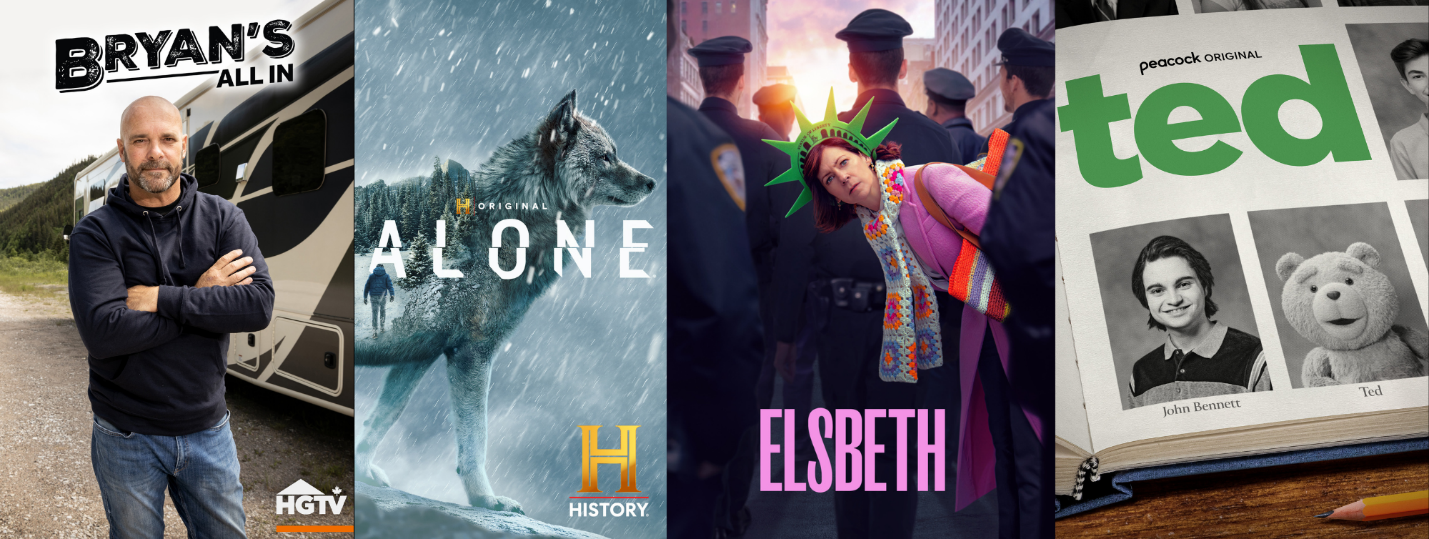 BRYAN'S
ALL IN
HGTV
H ORIGINAL
ALONE
H
HISTORY
ELSBETH
peacock ORIGINAL
ted
John Bennett
Ted